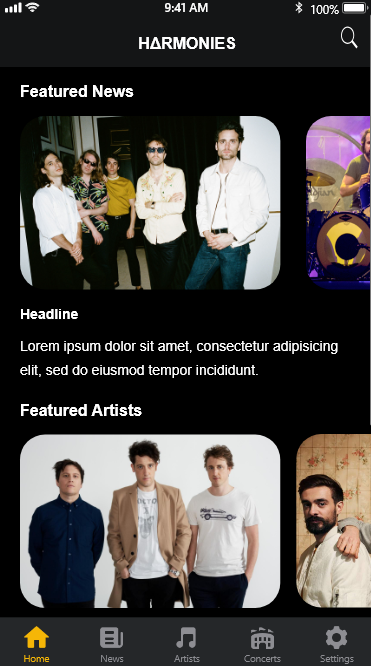 9:41 AM
100%
HΔRMONIES
Featured News
Headline
Lorem ipsum dolor sit amet, consectetur adipisicing
elit, sed do eiusmod tempor incididunt.
Featured Artists
Home
News
Artists
Concerts
Settings